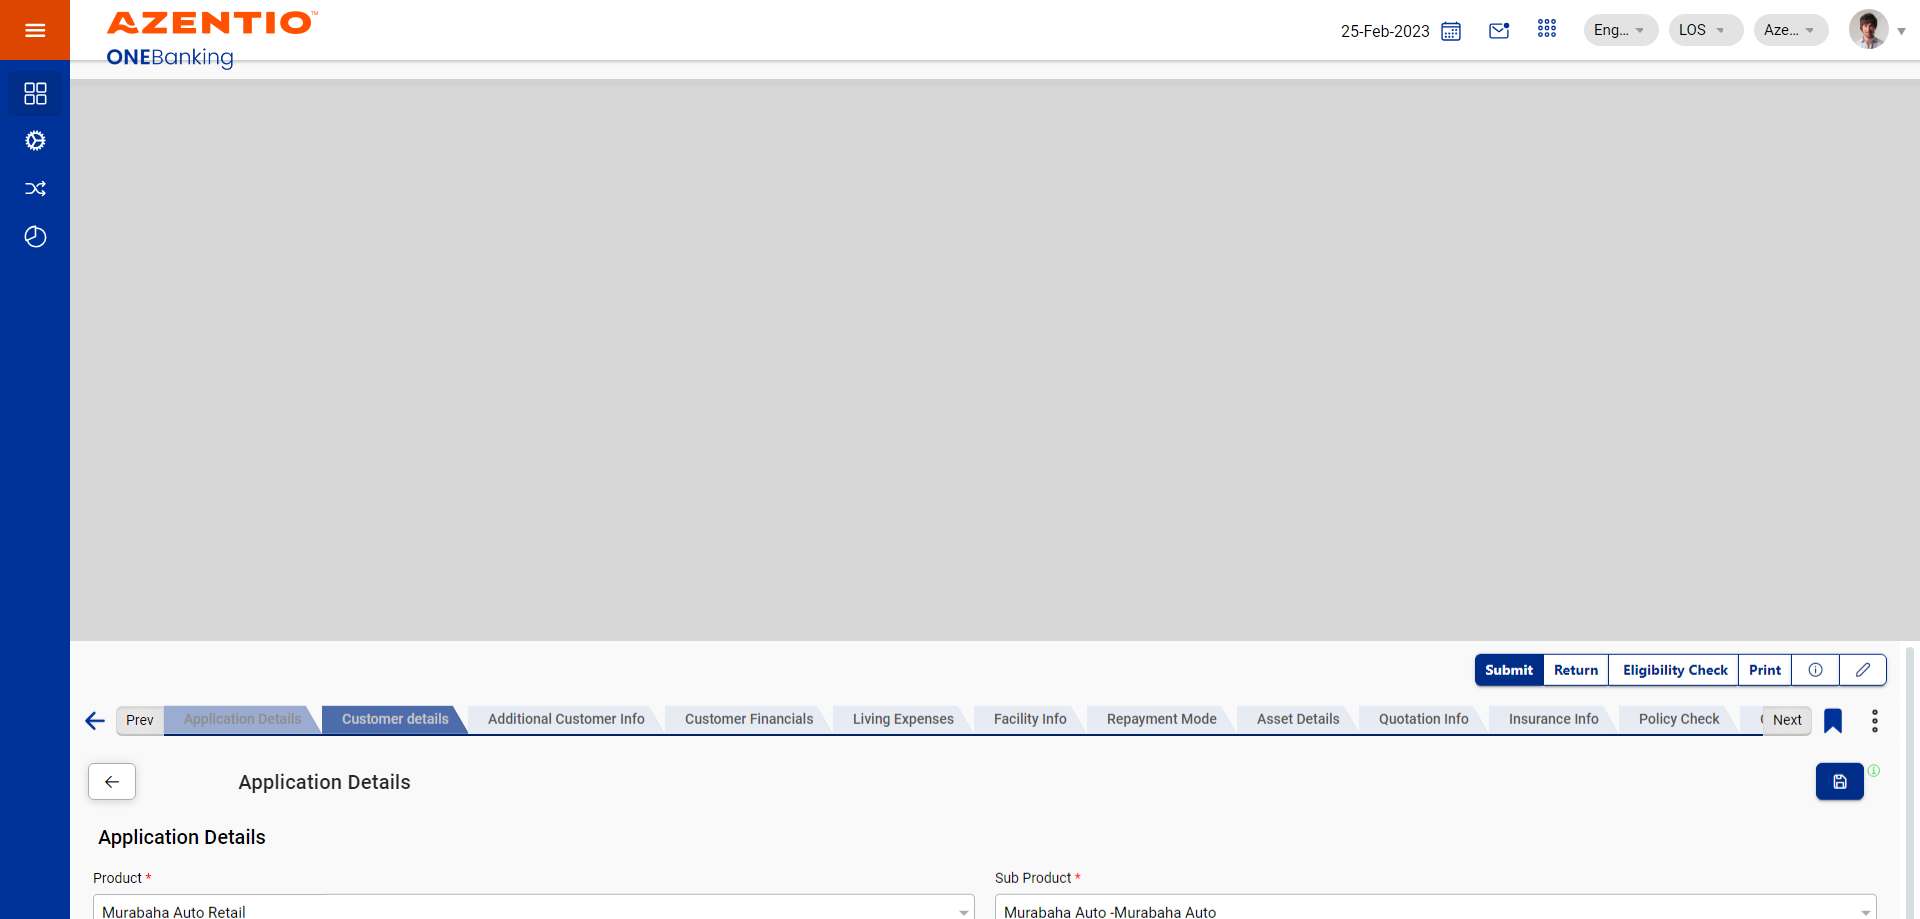 AZENTIO™
ONEBanking
25-Feb-2023
Eng...
LOS
Aze...
Submit
Return
Eligibility Check
Print
Prev
Application Details
Customer details
Additional Customer Info
Customer Financials
Living Expenses
Facility Info
Repayment Mode
Asset Details
Quotation Info
Insurance Info
Policy Check
Next
Application Details
Application Details
Product *
Sub Product *
Murabaha Auto Retail
Murabaha Auto -Murabaha Auto